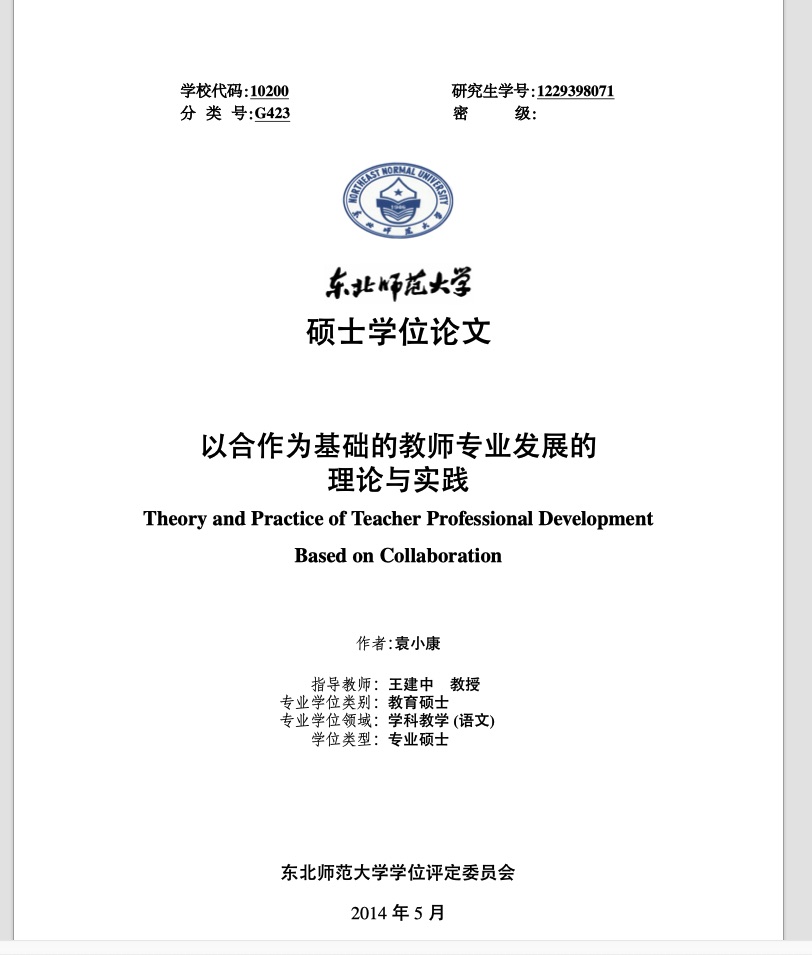 学校代码:10200 研究生学号:1229398071
分 类 号:G423 密 级:
NORTHEAST NORMAL UNIVERSITY
1946
东北师范大学
东北师范大学
硕士学位论文
以合作为基础的教师专业发展的
理论与实践
Theory and Practice of Teacher Professional Development
Based on Collaboration
作者:袁小康
指导教师: 王建中 教授
专业学位类别: 教育硕士
专业学位领域: 学科教学 (语文)
学位类型: 专业硕士
东北师范大学学位评定委员会
2014 年 5 月